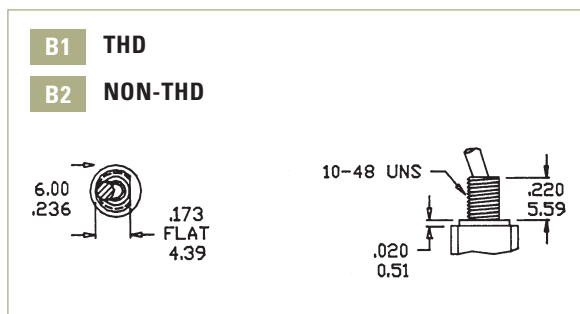 B1 THD
B2 NON-THD
6.00
.236
.173
FLAT
4.39
10-48 UNS
.220
5.59
.020
0.51